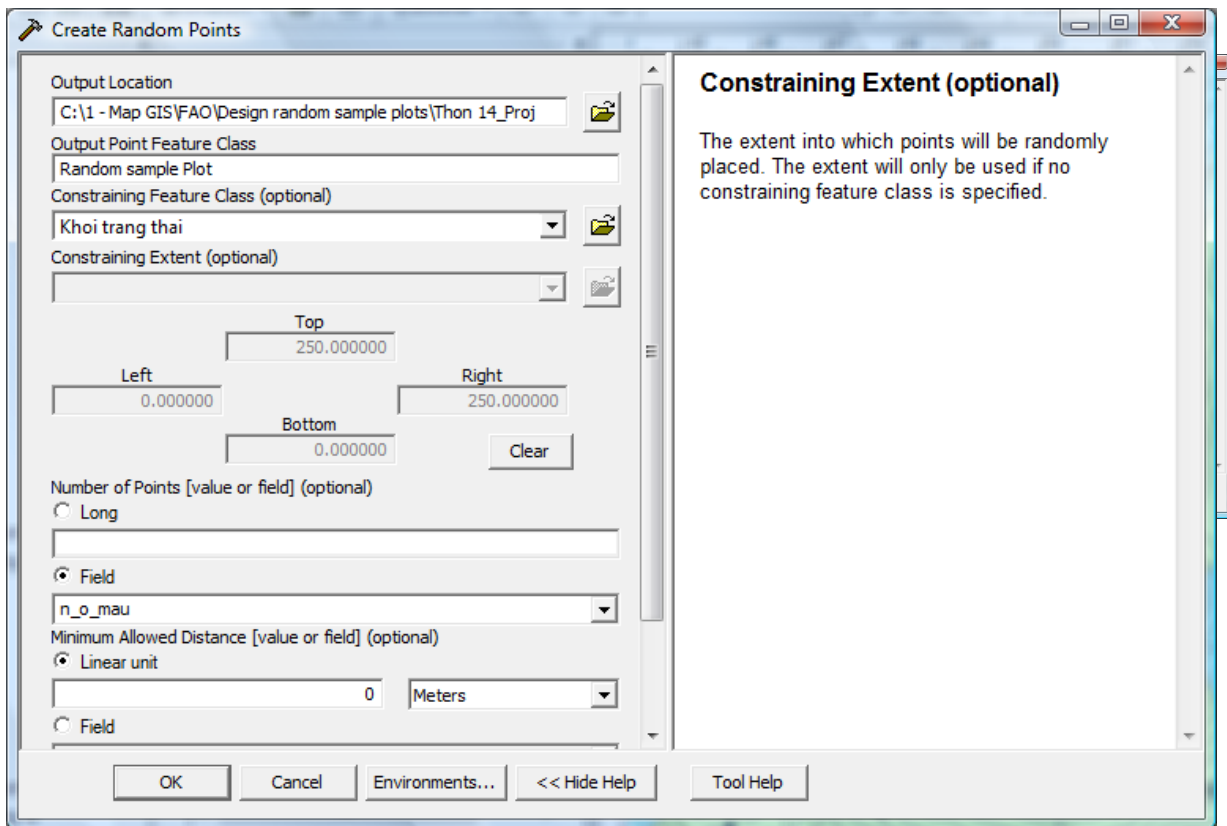 Create Random Points
Output Location
C:\1 - Map GIS\FAO\Design random sample plots\Thon 14_Proj
Output Point Feature Class
Random sample Plot
Constraining Feature Class (optional)
Khoi trang thai
Constraining Extent (optional)
Top
250.000000
Left
Right
0.000000
250.000000
Bottom
0.000000
Clear
Number of Points [value or field] (optional)
Long
Field
n_o_mau
Minimum Allowed Distance [value or field] (optional)
Linear unit
0
Meters
Field
OK
Cancel
Environments...
<< Hide Help
Tool Help
Constraining Extent (optional)
The extent into which points will be randomly
placed. The extent will only be used if no
constraining feature class is specified.